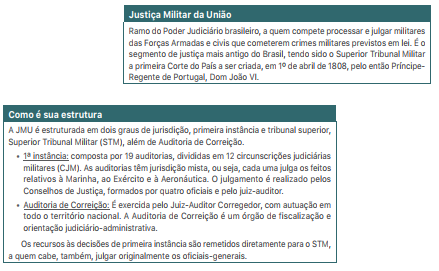 Justiça Militar da União
Ramo do Poder Judiciário brasileiro, a quem compete processar e julgar militares
das Forças Armadas e civis que cometerem crimes militares previstos em lei. É o
segmento de justiça mais antigo do Brasil, tendo sido o Superior Tribunal Militar
a primeira Corte do País a ser criada, em 1º de abril de 1808, pelo então Príncipe-
Regente de Portugal, Dom João VI.
Como é sua estrutura
A JMU é estruturada em dois graus de jurisdição, primeira instância e tribunal superior,
Superior Tribunal Militar (STM), além de Auditoria de Correição.
• 1ª instância: composta por 19 auditorias, divididas em 12 circunscrições judiciárias
militares (CJM). As auditorias têm jurisdição mista, ou seja, cada uma julga os feitos
relativos à Marinha, ao Exército e à Aeronáutica. O julgamento é realizado pelos
Conselhos de Justiça, formados por quatro oficiais e pelo juiz-auditor.
• Auditoria de Correição: É exercida pelo Juiz-Auditor Corregedor, com autuação em
todo o território nacional. A Auditoria de Correição é um órgão de fiscalização e
orientação judiciário-administrativa.
Os recursos às decisões de primeira instância são remetidos diretamente para o STM,
a quem cabe, também, julgar originalmente os oficiais-generais.